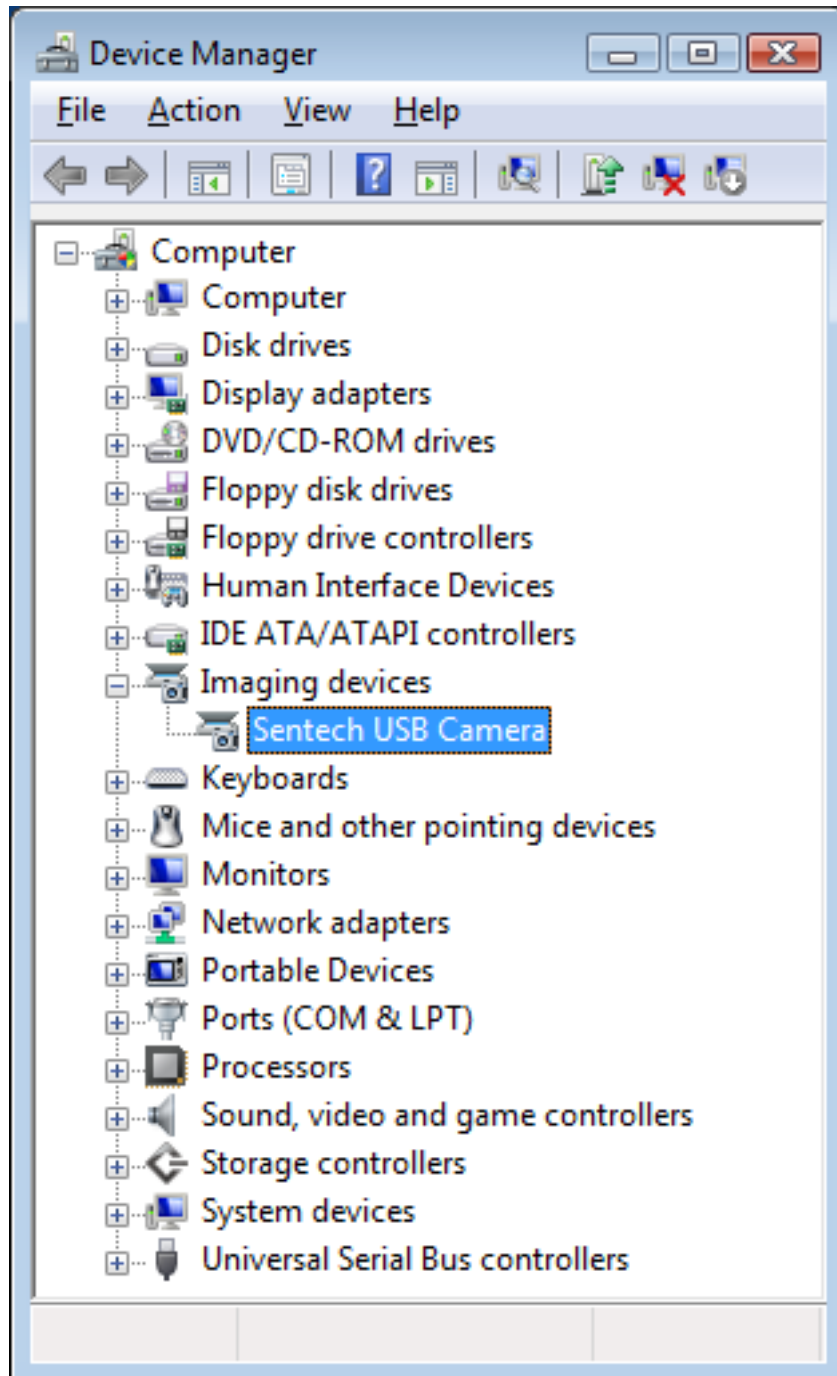 Device Manager
File Action View Help
Computer
Computer
Disk drives
Display adapters
DVD/CD-ROM drives
Floppy disk drives
Floppy drive controllers
Human Interface Devices
IDE ATA/ATAPI controllers
Imaging devices
Sentech USB Camera
Keyboards
Mice and other pointing devices
Monitors
Network adapters
Portable Devices
Ports (COM & LPT)
Processors
Sound, video and game controllers
Storage controllers
System devices
Universal Serial Bus controllers